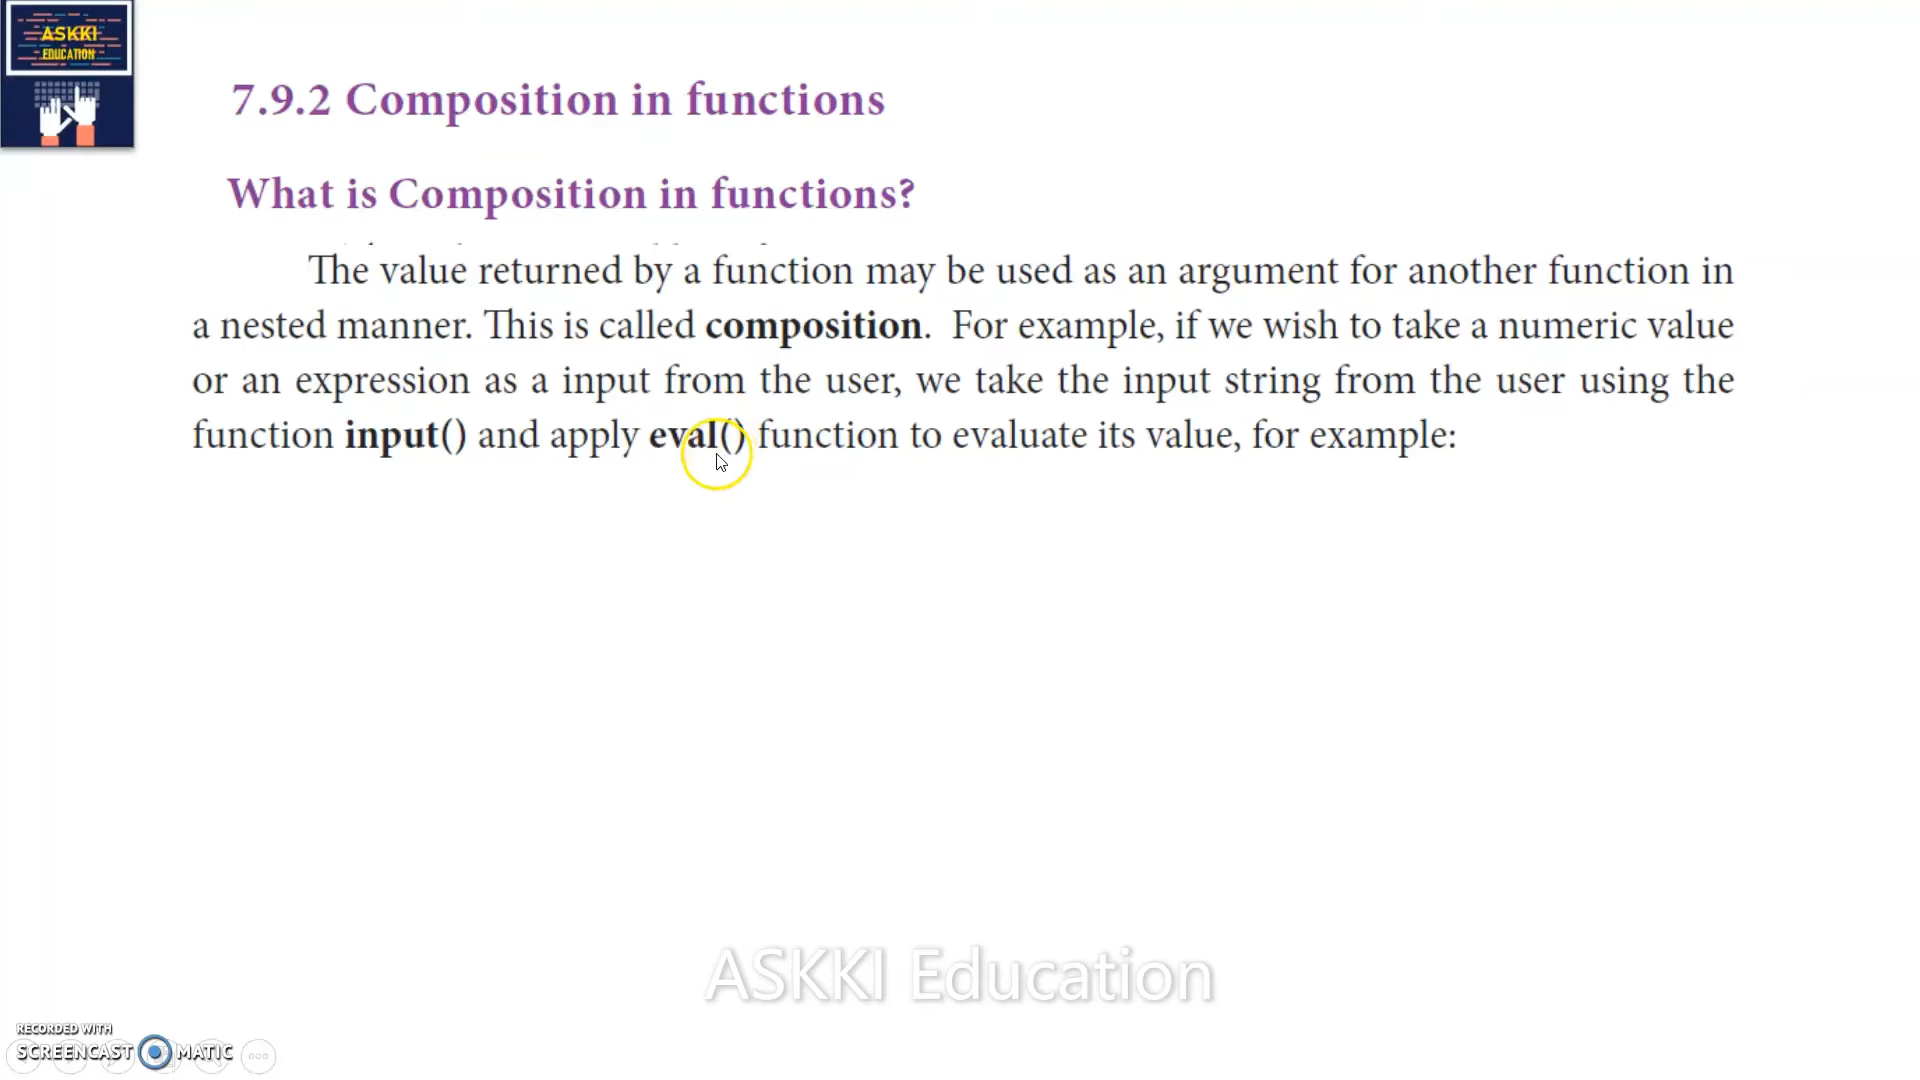 ASKKI
EDUCATION
7.9.2 Composition in functions
What is Composition in functions?
The value returned by a function may be used as an argument for another function in
a nested manner. This is called composition. For example, if we wish to take a numeric value
or an expression as a input from the user, we take the input string from the user using the
function input() and apply eval() function to evaluate its value, for example:
ASKKI Education
RECORDED WITH
SCREENCAST MATIC